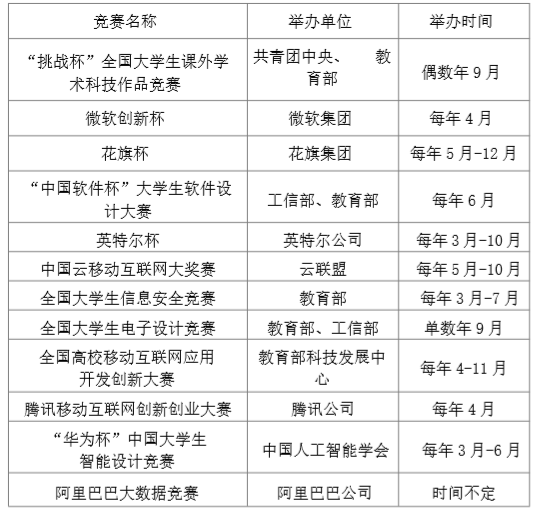 竞赛名称 举办单位 举办时间
“挑战杯”全国大学生课外学
术科技作品竞赛
共青团中央、 教
育部
偶数年 9 月
微软创新杯 微软集团 每年 4 月
花旗杯 花旗集团 每年 5 月-12 月
“中国软件杯”大学生软件设
计大赛
工信部、教育部 每年 6 月
英特尔杯 英特尔公司 每年 3 月-10 月
中国云移动互联网大奖赛 云联盟 每年 5 月-10 月
全国大学生信息安全竞赛 教育部 每年 3 月-7 月
全国大学生电子设计竞赛 教育部、工信部 单数年 9 月
全国高校移动互联网应用
开发创新大赛
教育部科技发展中
心
每年 4-11 月
腾讯移动互联网创新创业大赛 腾讯公司 每年 4 月
“华为杯”中国大学生
智能设计竞赛
中国人工智能学会 每年 3 月-6 月
阿里巴巴大数据竞赛 阿里巴巴公司 时间不定